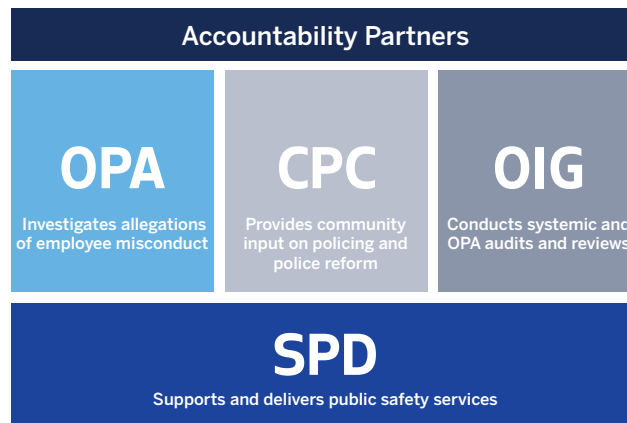 Accountability Partners
OPA
Investigates allegations
of employee misconduct
CPC
Provides community
input on policing and
police reform
OIG
Conducts systemic and
OPA audits and reviews
SPD
Supports and delivers public safety services